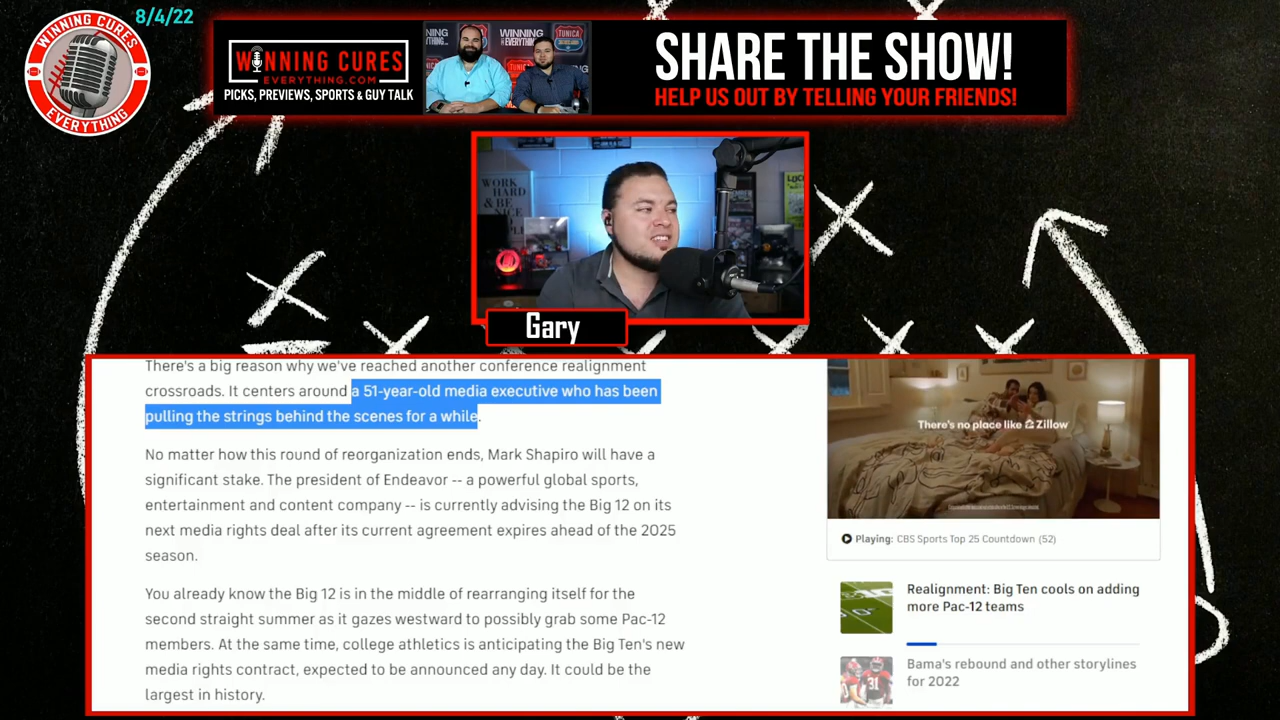 8/4/22
WINNING CURES
EVERYTHING
WINNING CURES
EVERYTHING.COM
PICKS, PREVIEWS, SPORTS & GUY TALK
SHARE THE SHOW!
HELP US OUT BY TELLING YOUR FRIENDS!
WORK
HARD
& BE
NICE
Gary
There's a big reason why we've reached another conference realignment
crossroads. It centers around a 51-year-old media executive who has been
pulling the strings behind the scenes for a while.
No matter how this round of reorganization ends, Mark Shapiro will have a
significant stake. The president of Endeavor -- a powerful global sports,
entertainment and content company -- is currently advising the Big 12 on its
next media rights deal after its current agreement expires ahead of the 2025
season.
You already know the Big 12 is in the middle of rearranging itself for the
second straight summer as it gazes westward to possibly grab some Pac-12
members. At the same time, college athletics is anticipating the Big Ten's new
media rights contract, expected to be announced any day. It could be the
largest in history.
There's no place like Zillow
Playing: CBS Sports Top 25 Countdown (52)
Realignment: Big Ten cools on adding
more Pac-12 teams
Bama's rebound and other storylines
for 2022